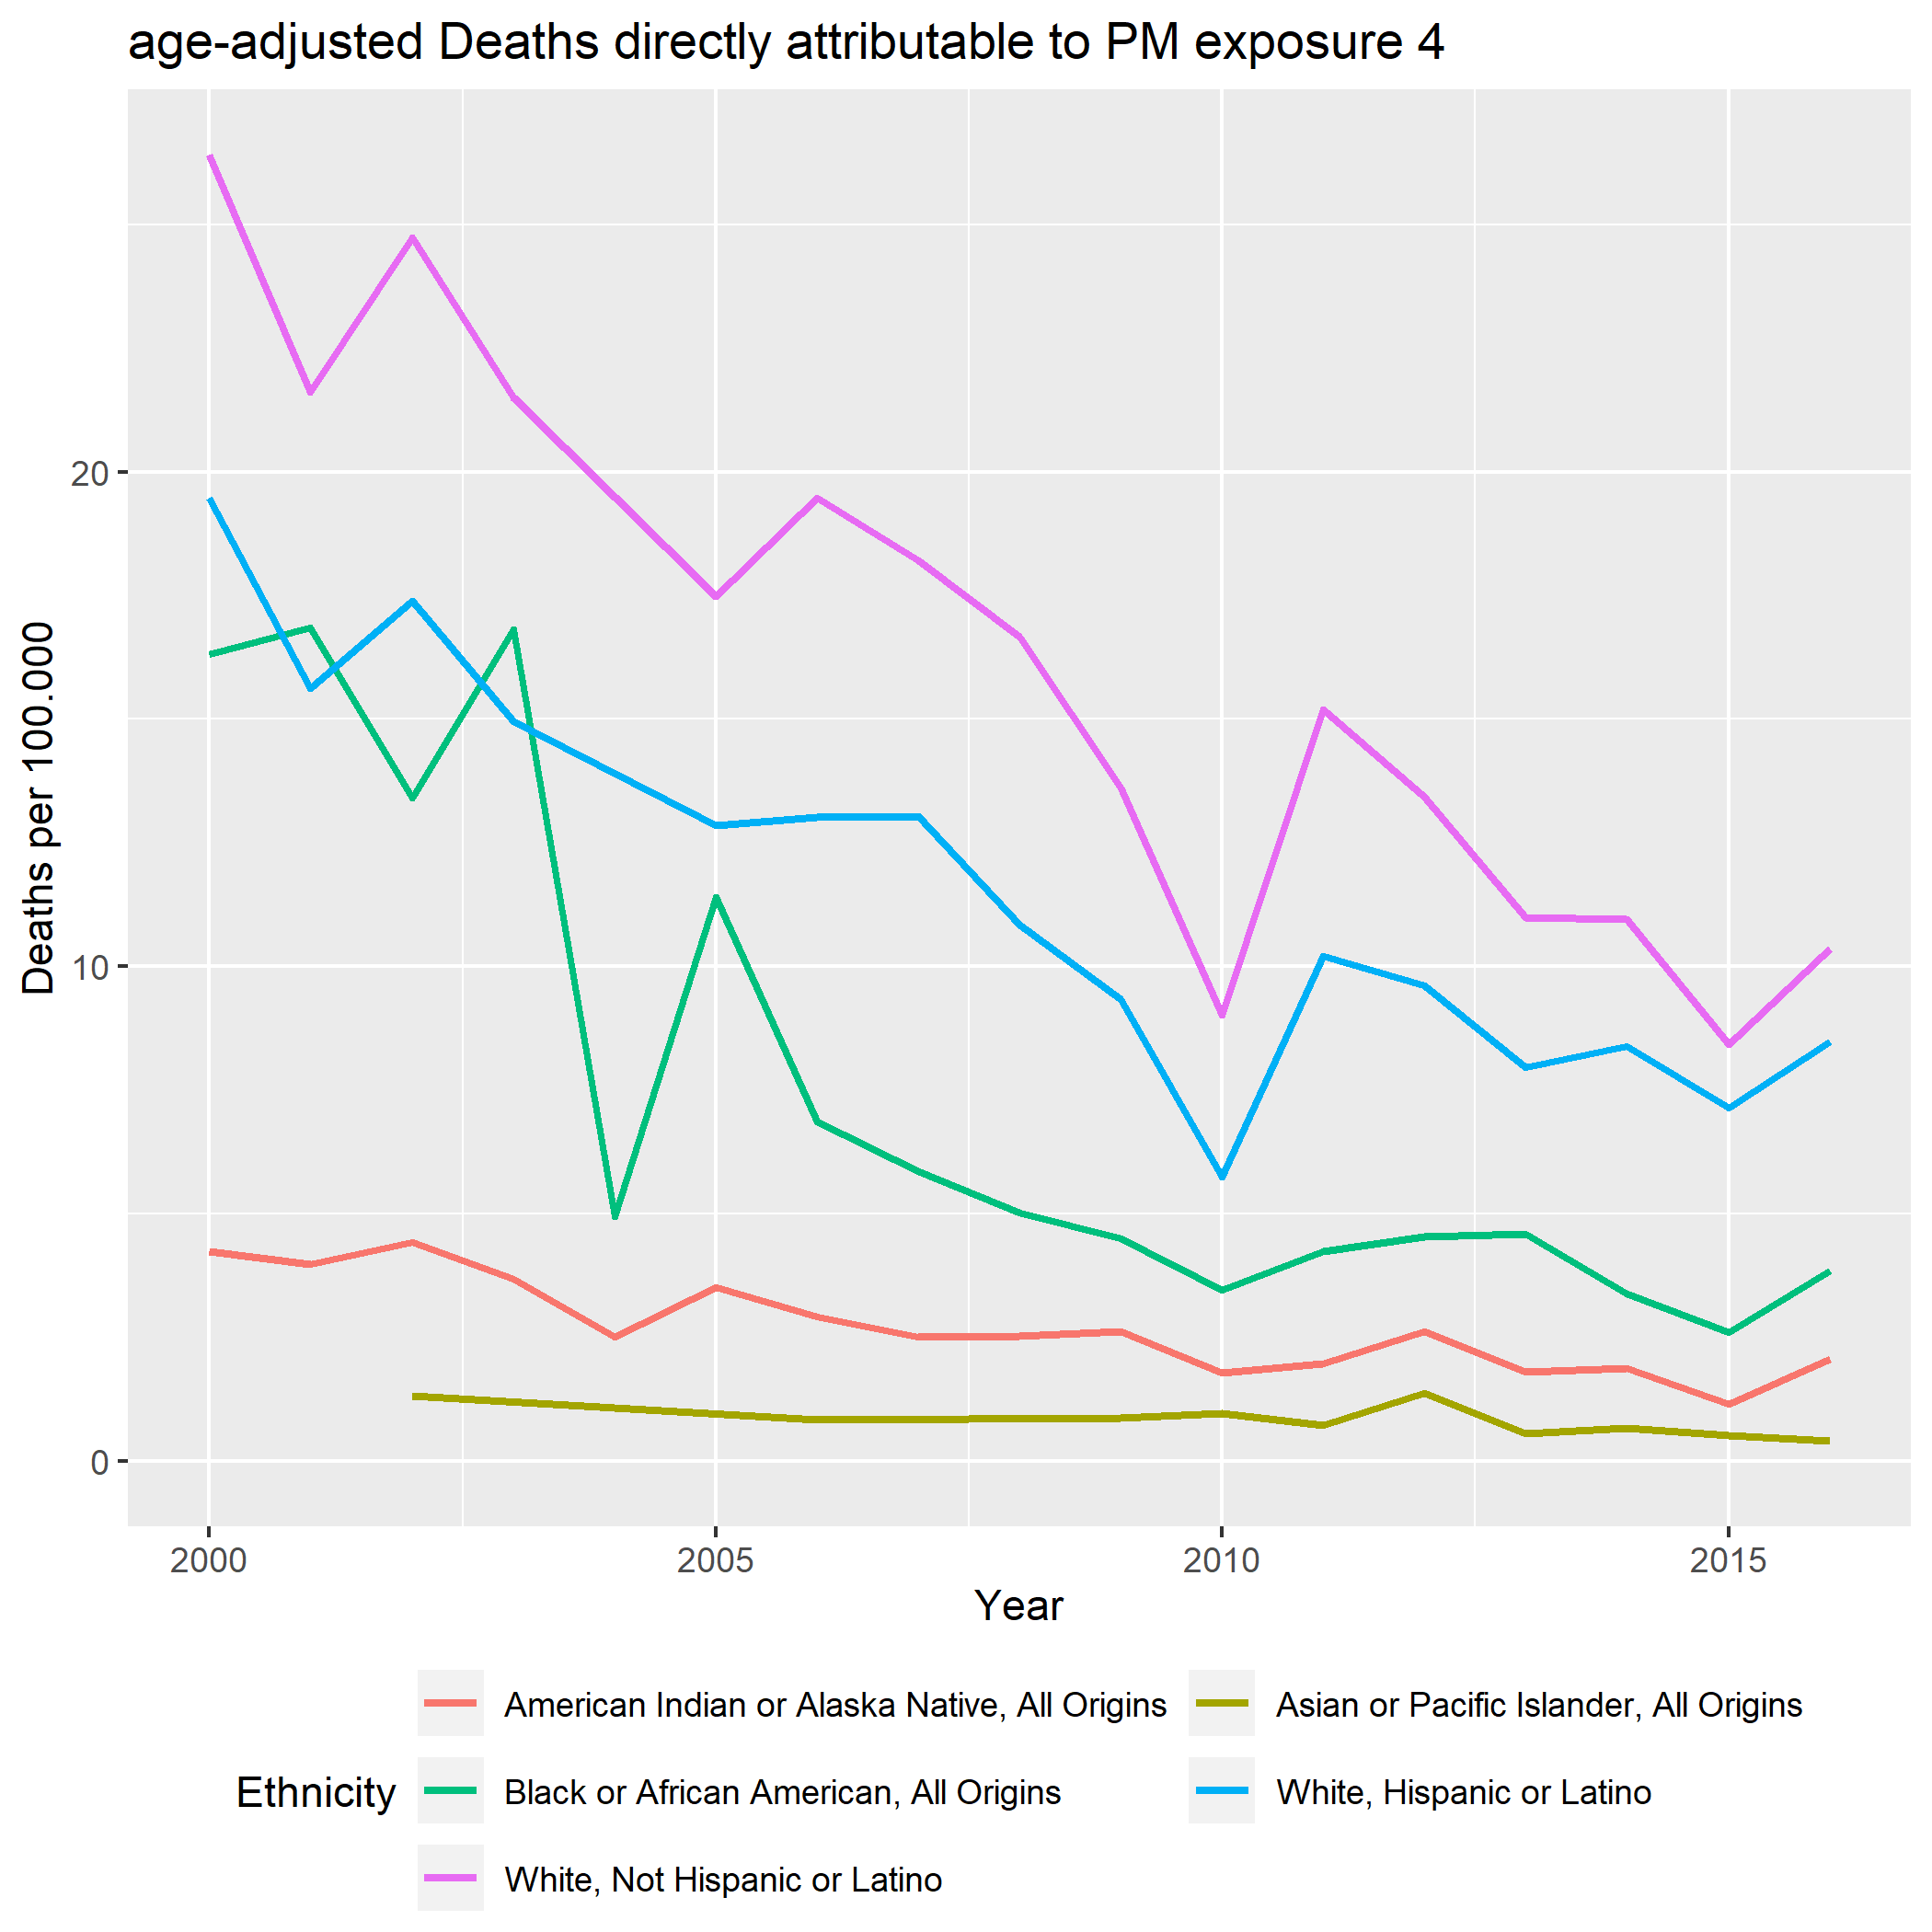 age-adjusted Deaths directly attributable to PM exposure 4
Deaths per 100.000
20
10
0
2000
2005
2010
2015
Year
Ethnicity
American Indian or Alaska Native, All Origins
Asian or Pacific Islander, All Origins
Black or African American, All Origins
White, Hispanic or Latino
White, Not Hispanic or Latino